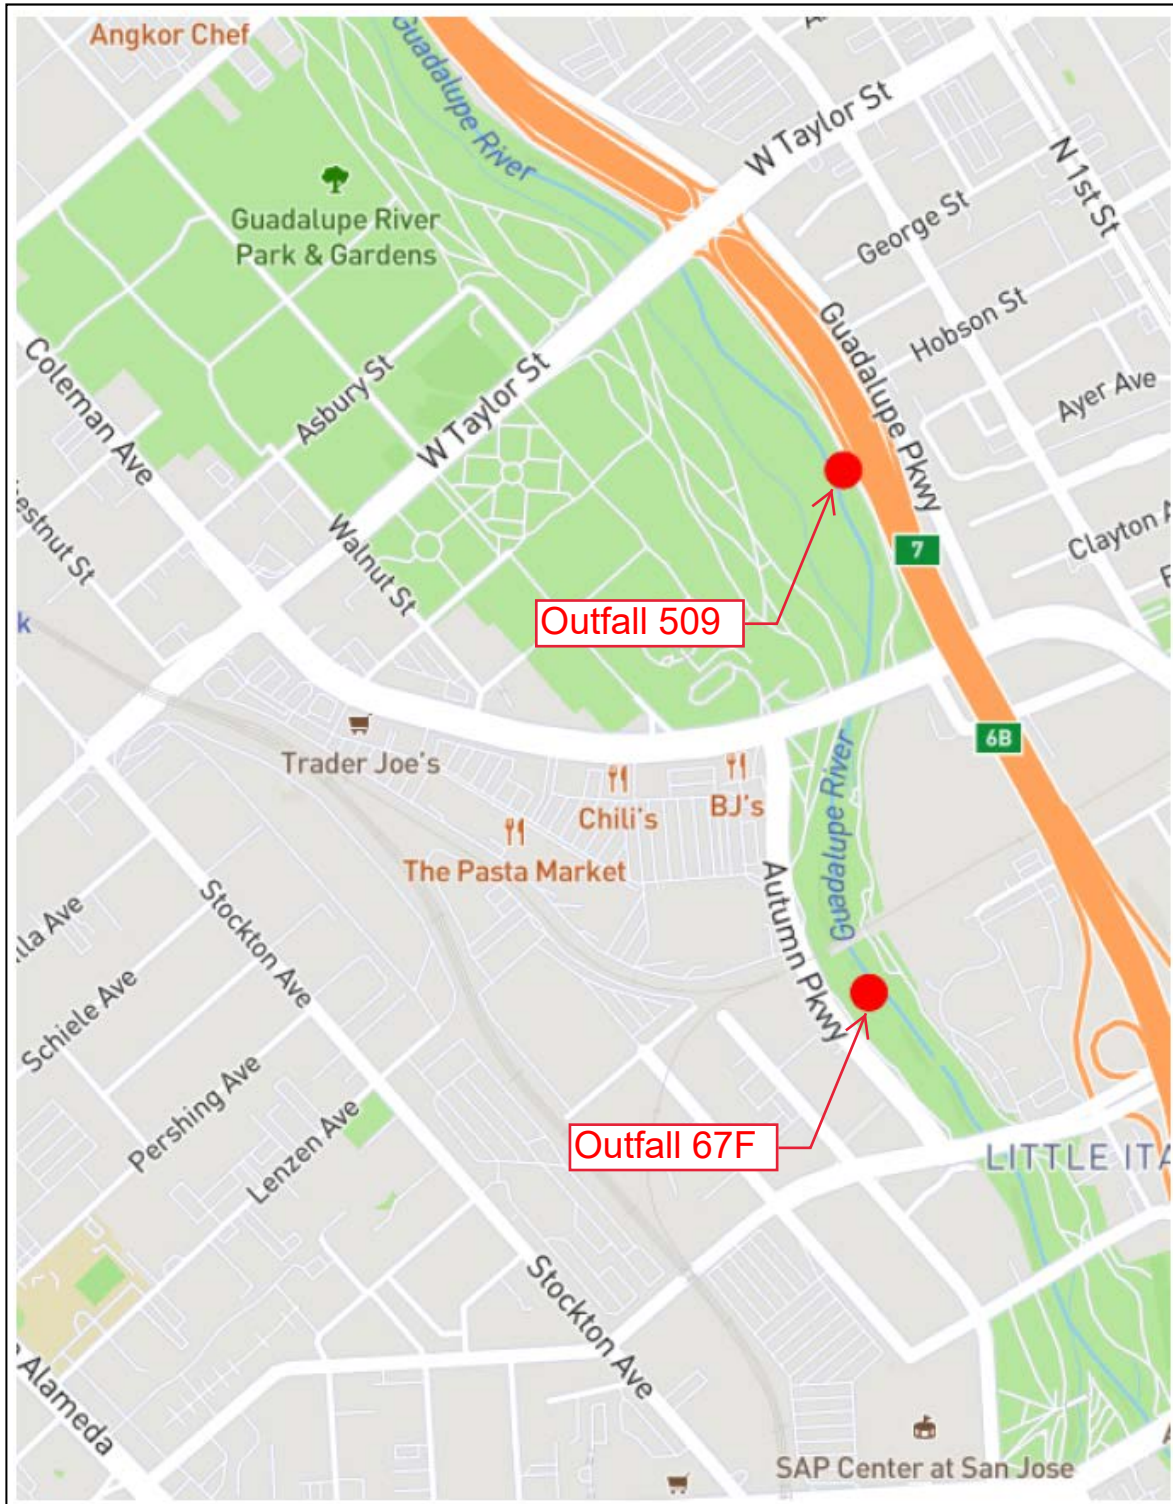 Angkor Chef
Guadalupe River
W Taylor St
N 1st St
Guadalupe River
Park & Gardens
George St
Hobson St
Guadalupe Pkwy
Ayer Ave
Coleman Ave
Asbury St
W Taylor St
Walnut St
Clayton
7
Outfall 509
6B
Trader Joe's
Chili's
BJ's
The Pasta Market
Guadalupe River
Autumn Pkwy
Stockton Ave
Schiele Ave
Pershing Ave
Lenzen Ave
Outfall 67F
LITTLE ITA
Stockton Ave
Alameda
SAP Center at San Jose